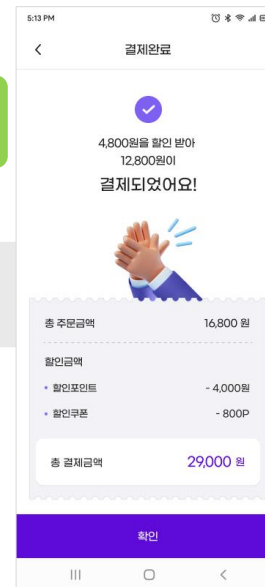 5:13 PM
결제완료
4,800원을 할인 받아
12,800원이
결제되었어요!
총 주문금액 16,800 원
할인금액
• 할인포인트 - 4,000원
• 할인쿠폰 - 800P
총 결제금액 29,000 원
확인